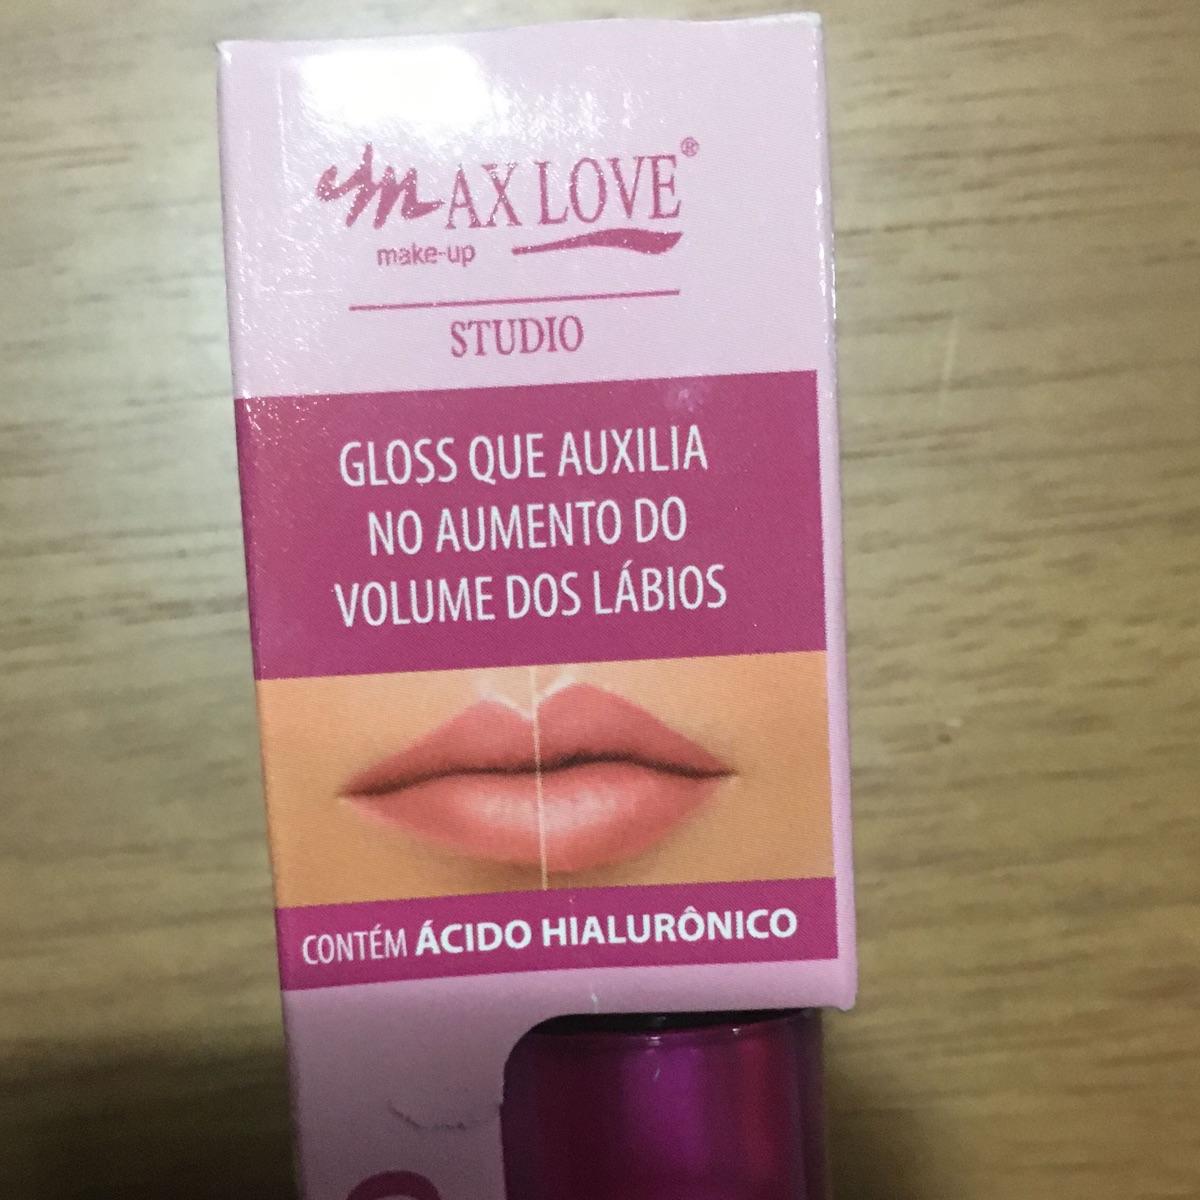 MAX LOVE®
make-up
STUDIO
GLOSS QUE AUXILIA
NO AUMENTO DO
VOLUME DOS LÁBIOS
CONTÉM ÁCIDO HIALURÔNICO